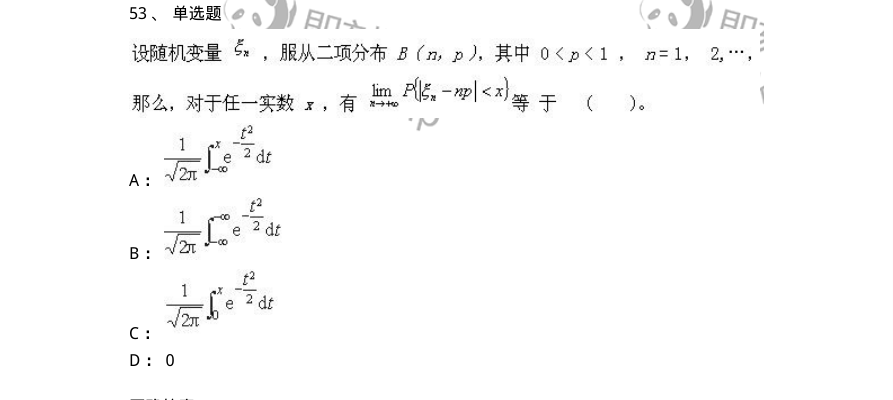 53 、 单选题
设随机变量 ξₙ ，服从二项分布 B ( n, p )，其中 0 < p < 1 ， n = 1， 2,…，
那么，对于任一实数 x ，有 lim n→+∞ P{|ξₙ − np| < x} 等 于 （ ）。
A： 1/√2π ∫_{-∞}^{x} e^{-t²/2} dt
B： 1/√2π ∫_{-∞}^{-∞} e^{-t²/2} dt
C： 1/√2π ∫_{0}^{x} e^{-t²/2} dt
D： 0